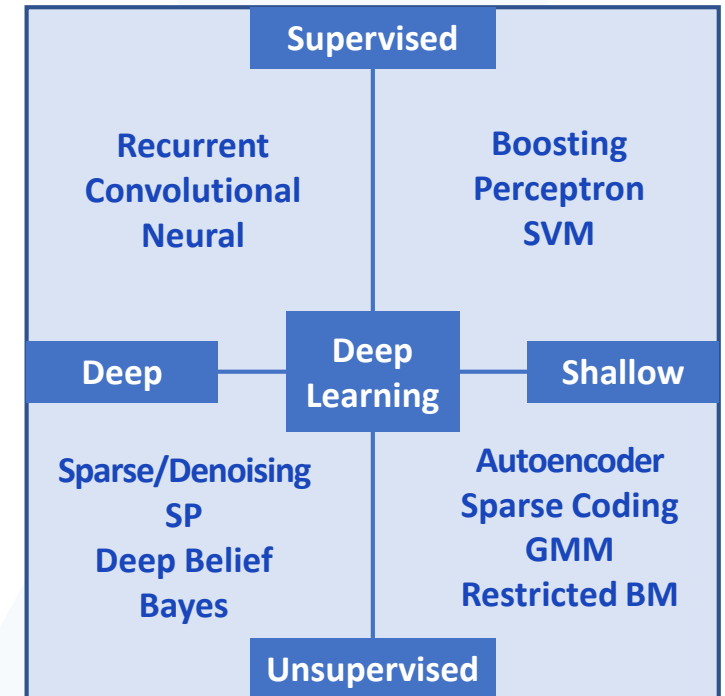 Supervised
Recurrent
Convolutional
Neural
Boosting
Perceptron
SVM
Deep
Deep
Learning
Shallow
Sparse/Denoising
SP
Deep Belief
Bayes
Autoencoder
Sparse Coding
GMM
Restricted BM
Unsupervised